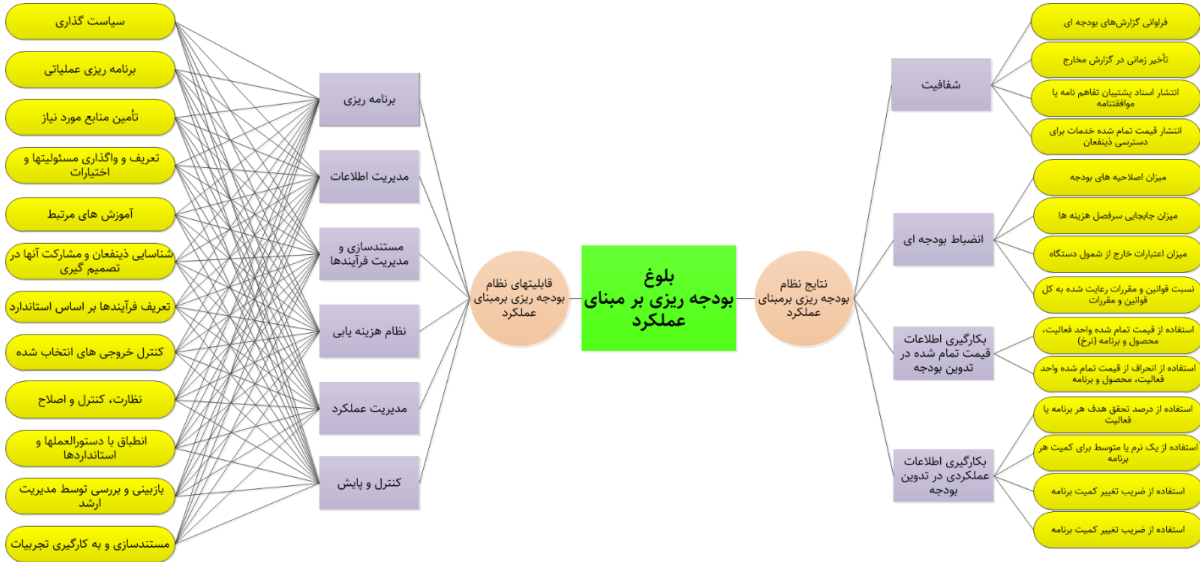 بلوغ
بودجه ریزی بر مبنای
عملکرد
نتایج نظام
بودجه ریزی برمبنای
عملکرد
شفافیت
فراوانی گزارش‌های بودجه ای
تأخیر زمانی در گزارش مخارج
انتشار اسناد پشتیبان تفاهم نامه یا
موافقتنامه
انتشار قیمت تمام شده خدمات برای
دسترسی ذینفعان
انضباط بودجه ای
میزان اصلاحیه های بودجه
میزان جابجایی سرفصل هزینه ها
میزان اعتبارات خارج از شمول دستگاه
نسبت قوانین و مقررات رعایت شده به کل
قوانین و مقررات
بکارگیری اطلاعات
قیمت تمام شده در
تدوین بودجه
استفاده از قیمت تمام شده واحد فعالیت،
محصول و برنامه (نرخ)
استفاده از انحراف از قیمت تمام شده واحد
فعالیت، محصول و برنامه
بکارگیری اطلاعات
عملکردی در تدوین
بودجه
استفاده از درصد تحقق هدف هر برنامه یا
فعالیت
استفاده از یک نرم یا متوسط برای کمیت هر
برنامه
استفاده از ضریب تغییر کمیت برنامه
استفاده از ضریب تغییر کمیت برنامه
قابلیتهای نظام
بودجه ریزی برمبنای
عملکرد
برنامه ریزی
مدیریت اطلاعات
مستندسازی و
مدیریت فرآیندها
نظام هزینه یابی
مدیریت عملکرد
کنترل و پایش
سیاست گذاری
برنامه ریزی عملیاتی
تأمین منابع مورد نیاز
تعریف و واگذاری مسئولیتها و
اختیارات
آموزش های مرتبط
شناسایی ذینفعان و مشارکت آنها در
تصمیم گیری
تعریف فرآیندها بر اساس استاندارد
کنترل خروجی های انتخاب شده
نظارت، کنترل و اصلاح
انطباق با دستورالعملها و
استانداردها
بازبینی و بررسی توسط مدیریت
ارشد
مستندسازی و به کارگیری تجربیات